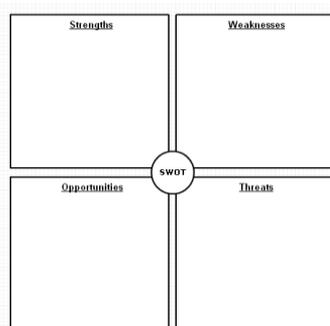 Strengths
Weaknesses
SWOT
Opportunities
Threats